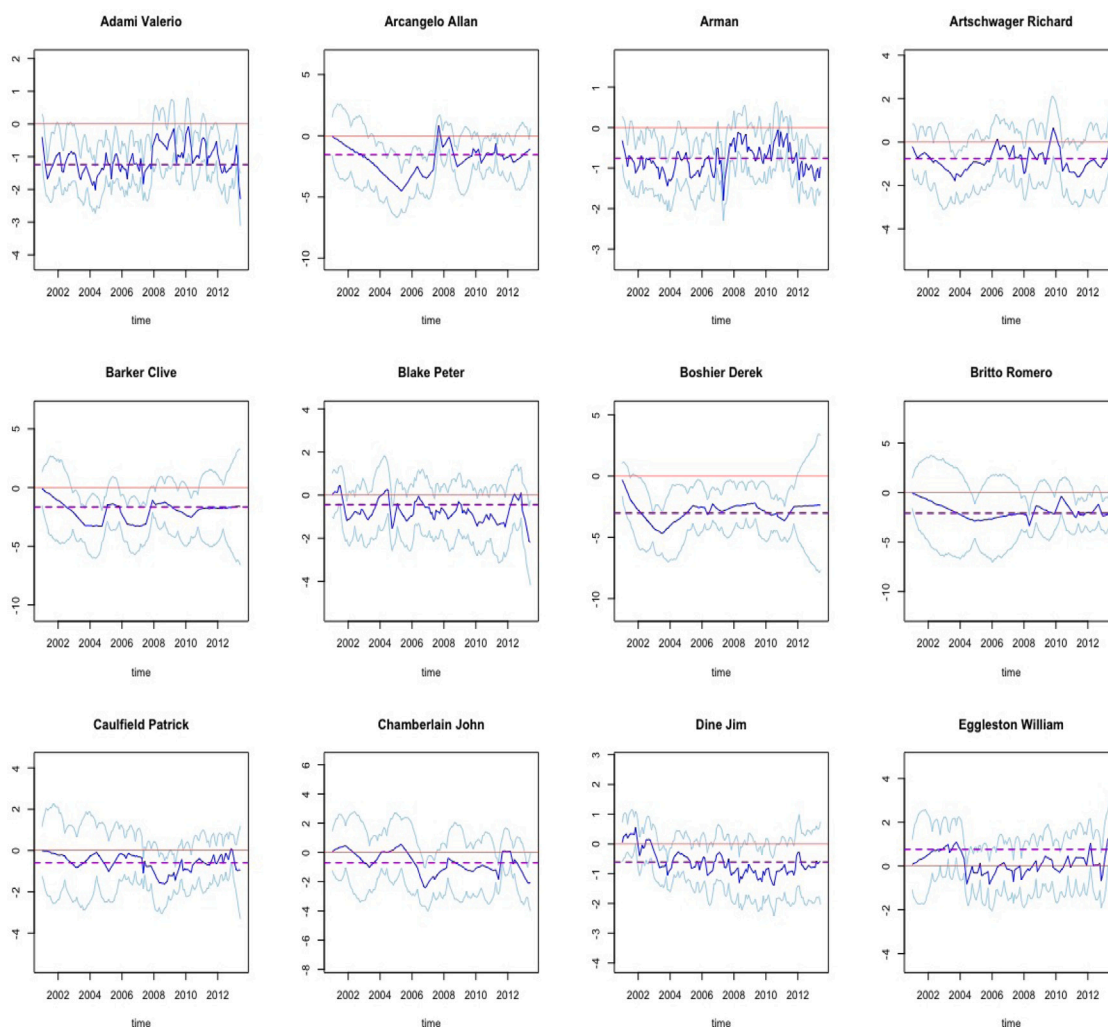 Adami Valerio Arcangelo Allan Arman Artschwager Richard
2 1 0 -1 -2 -3 -4
5 0 -5 -10
1 0 -1 -2 -3
4 2 0 -2 -4
2002 2004 2006 2008 2010 2012 2002 2004 2006 2008 2010 2012 2002 2004 2006 2008 2010 2012 2002 2004 2006 2008 2010 2012
time time time time
Barker Clive Blake Peter Boshier Derek Britto Romero
5 0 -5 -10
4 2 0 -2 -4
5 0 -5 -10
5 0 -5 -10
2002 2004 2006 2008 2010 2012 2002 2004 2006 2008 2010 2012 2002 2004 2006 2008 2010 2012 2002 2004 2006 2008 2010 2012
time time time time
Caulfield Patrick Chamberlain John Dine Jim Eggleston William
4 2 0 -2 -4
6 4 2 0 -2 -4 -6 -8
3 2 1 0 -1 -2 -3 -4
4 2 0 -2 -4
2002 2004 2006 2008 2010 2012 2002 2004 2006 2008 2010 2012 2002 2004 2006 2008 2010 2012 2002 2004 2006 2008 2010 2012
time time time time